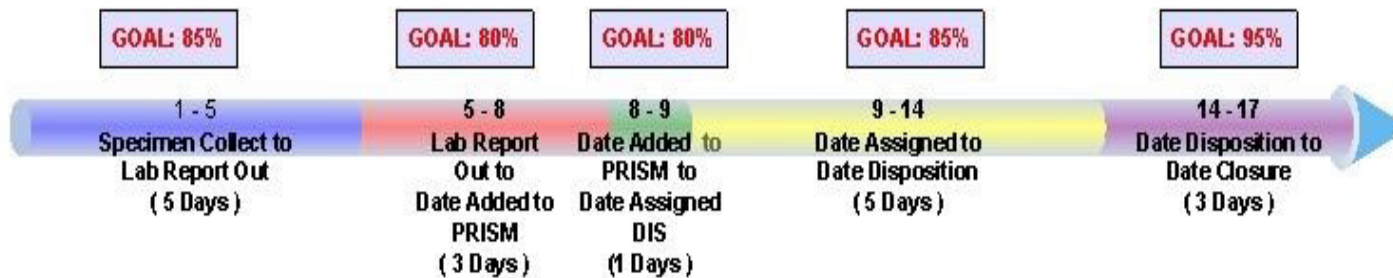 GOAL: 85%
GOAL: 80%
GOAL: 80%
GOAL: 85%
GOAL: 95%
1 - 5
Specimen Collect to
Lab Report Out
( 5 Days )
5 - 8
Lab Report
Out to
Date Added to
PRISM
( 3 Days )
8 - 9
Date Added to
PRISM to
Date Assigned
DIS
(1 Days )
9 - 14
Date Assigned to
Date Disposition
( 5 Days )
14 - 17
Date Disposition to
Date Closure
( 3 Days )